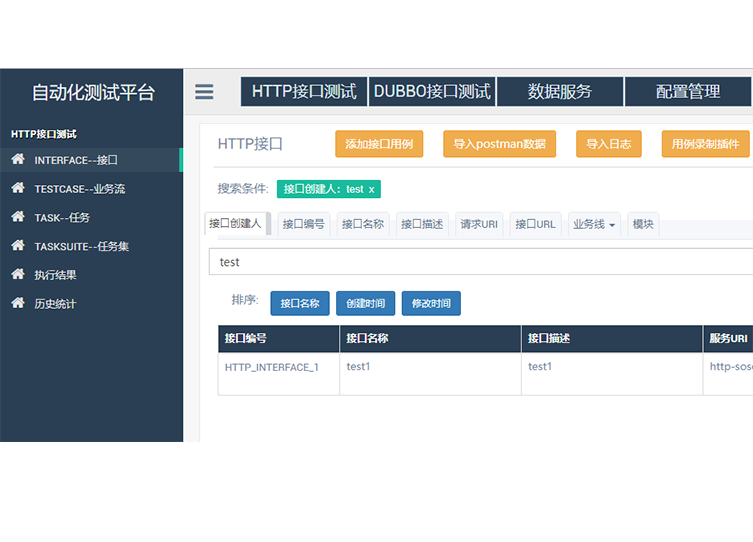 自动化测试平台
HTTP接口测试 DUBBO接口测试 数据服务 配置管理
HTTP接口测试
INTERFACE--接口
TESTCASE--业务流
TASK--任务
TASKSUITE--任务集
执行结果
历史统计
HTTP接口 添加接口用例 导入postman数据 导入日志 用例录制插件
搜索条件: 接口创建人: test x
接口创建人 接口编号 接口名称 接口描述 请求URI 接口URL 业务线 模块
test
排序: 接口名称 创建时间 修改时间
接口编号 接口名称 接口描述 服务URI
HTTP_INTERFACE_1 test1 test1 http-sos